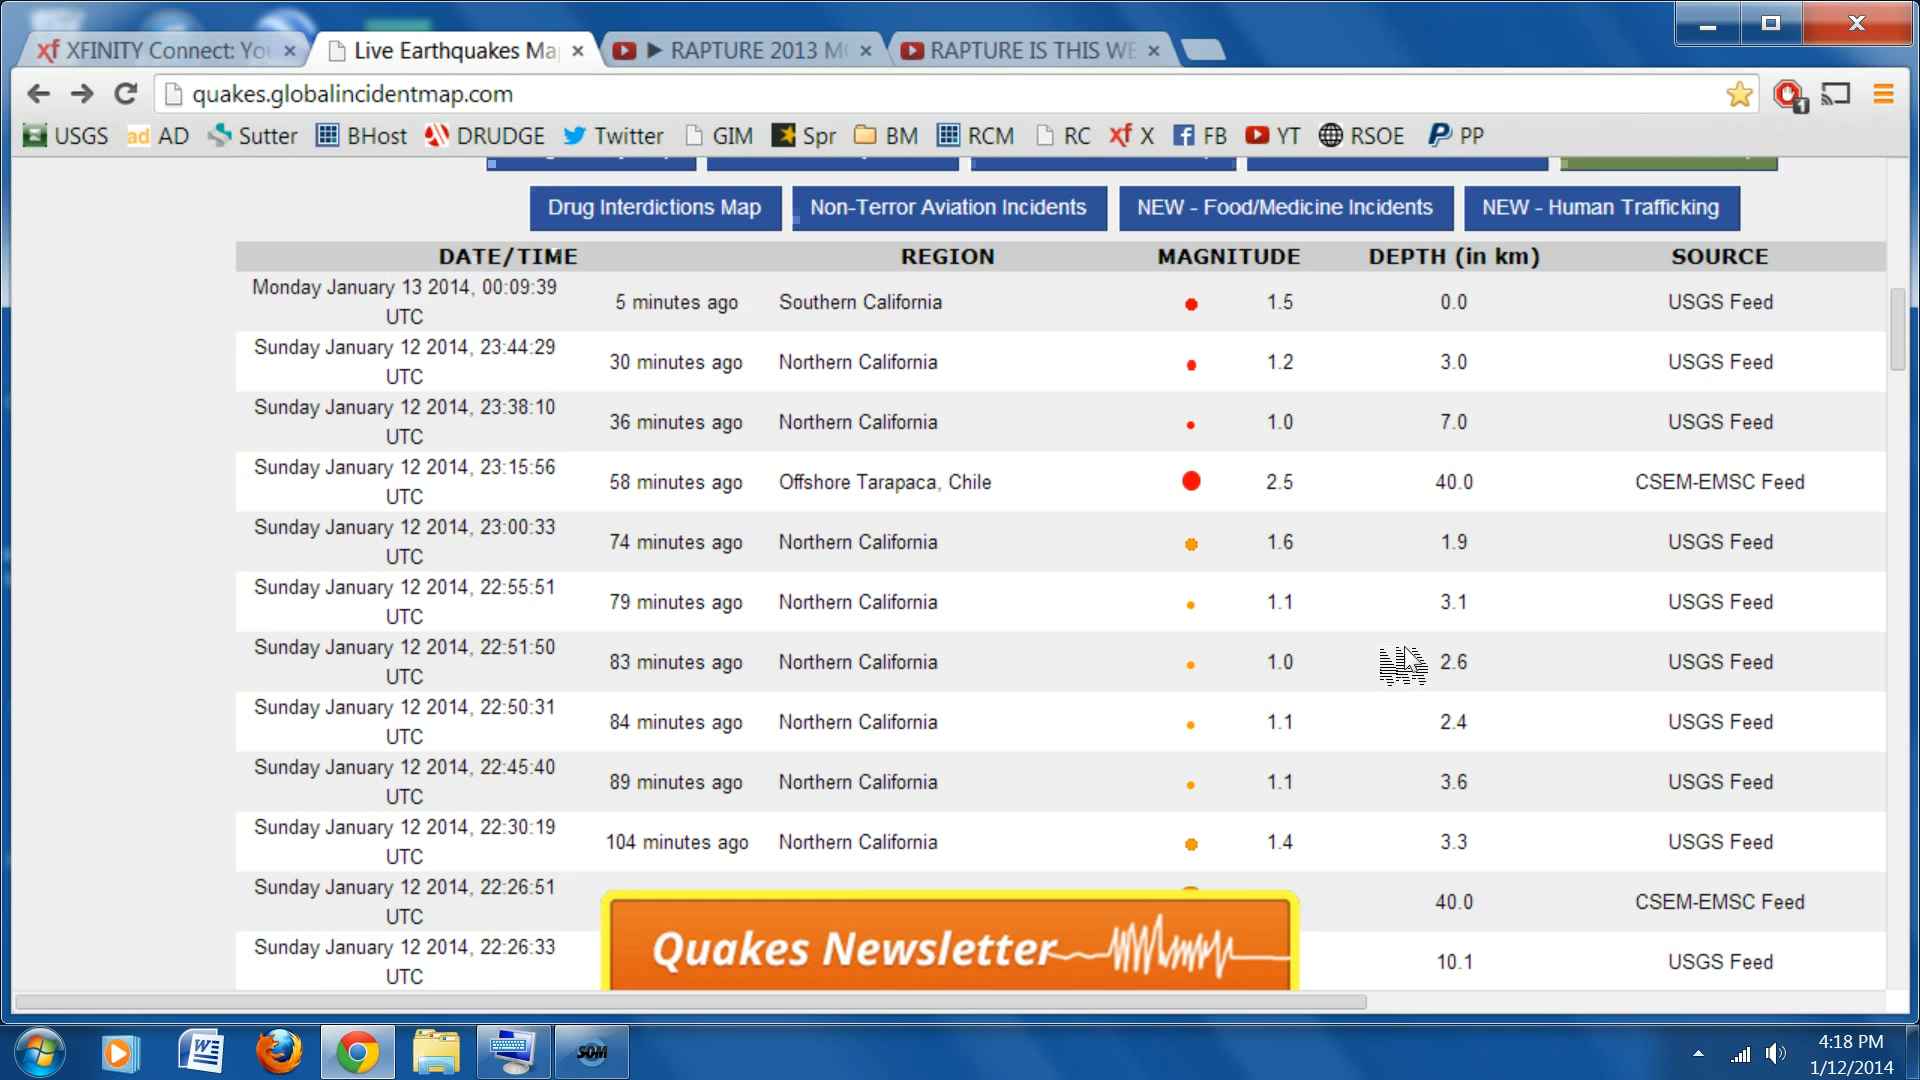 XFINITY Connect: You
Live Earthquakes Ma
▶ RAPTURE 2013 M
RAPTURE IS THIS WE
quakes.globalincidentmap.com
1
USGS ad AD Sutter BHost DRUDGE Twitter GIM Spr BM RCM RC xf X FB YT RSOE PP
Drug Interdictions Map Non-Terror Aviation Incidents NEW - Food/Medicine Incidents NEW - Human Trafficking
DATE/TIME REGION MAGNITUDE DEPTH (in km) SOURCE
Monday January 13 2014, 00:09:39
UTC
5 minutes ago Southern California 1.5 0.0 USGS Feed
Sunday January 12 2014, 23:44:29
UTC
30 minutes ago Northern California 1.2 3.0 USGS Feed
Sunday January 12 2014, 23:38:10
UTC
36 minutes ago Northern California 1.0 7.0 USGS Feed
Sunday January 12 2014, 23:15:56
UTC
58 minutes ago Offshore Tarapaca, Chile 2.5 40.0 CSEM-EMSC Feed
Sunday January 12 2014, 23:00:33
UTC
74 minutes ago Northern California 1.6 1.9 USGS Feed
Sunday January 12 2014, 22:55:51
UTC
79 minutes ago Northern California 1.1 3.1 USGS Feed
Sunday January 12 2014, 22:51:50
UTC
83 minutes ago Northern California 1.0 2.6 USGS Feed
Sunday January 12 2014, 22:50:31
UTC
84 minutes ago Northern California 1.1 2.4 USGS Feed
Sunday January 12 2014, 22:45:40
UTC
89 minutes ago Northern California 1.1 3.6 USGS Feed
Sunday January 12 2014, 22:30:19
UTC
104 minutes ago Northern California 1.4 3.3 USGS Feed
Sunday January 12 2014, 22:26:51
UTC
40.0 CSEM-EMSC Feed
Sunday January 12 2014, 22:26:33
UTC
10.1 USGS Feed
Quakes Newsletter
SOM
4:18 PM
1/12/2014